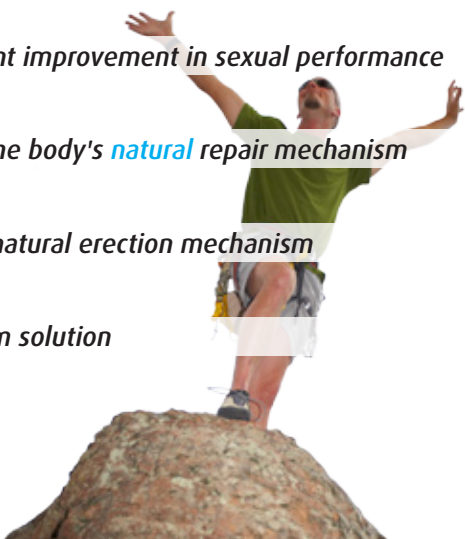 nt improvement in sexual performance
he body's natural repair mechanism
natural erection mechanism
m solution